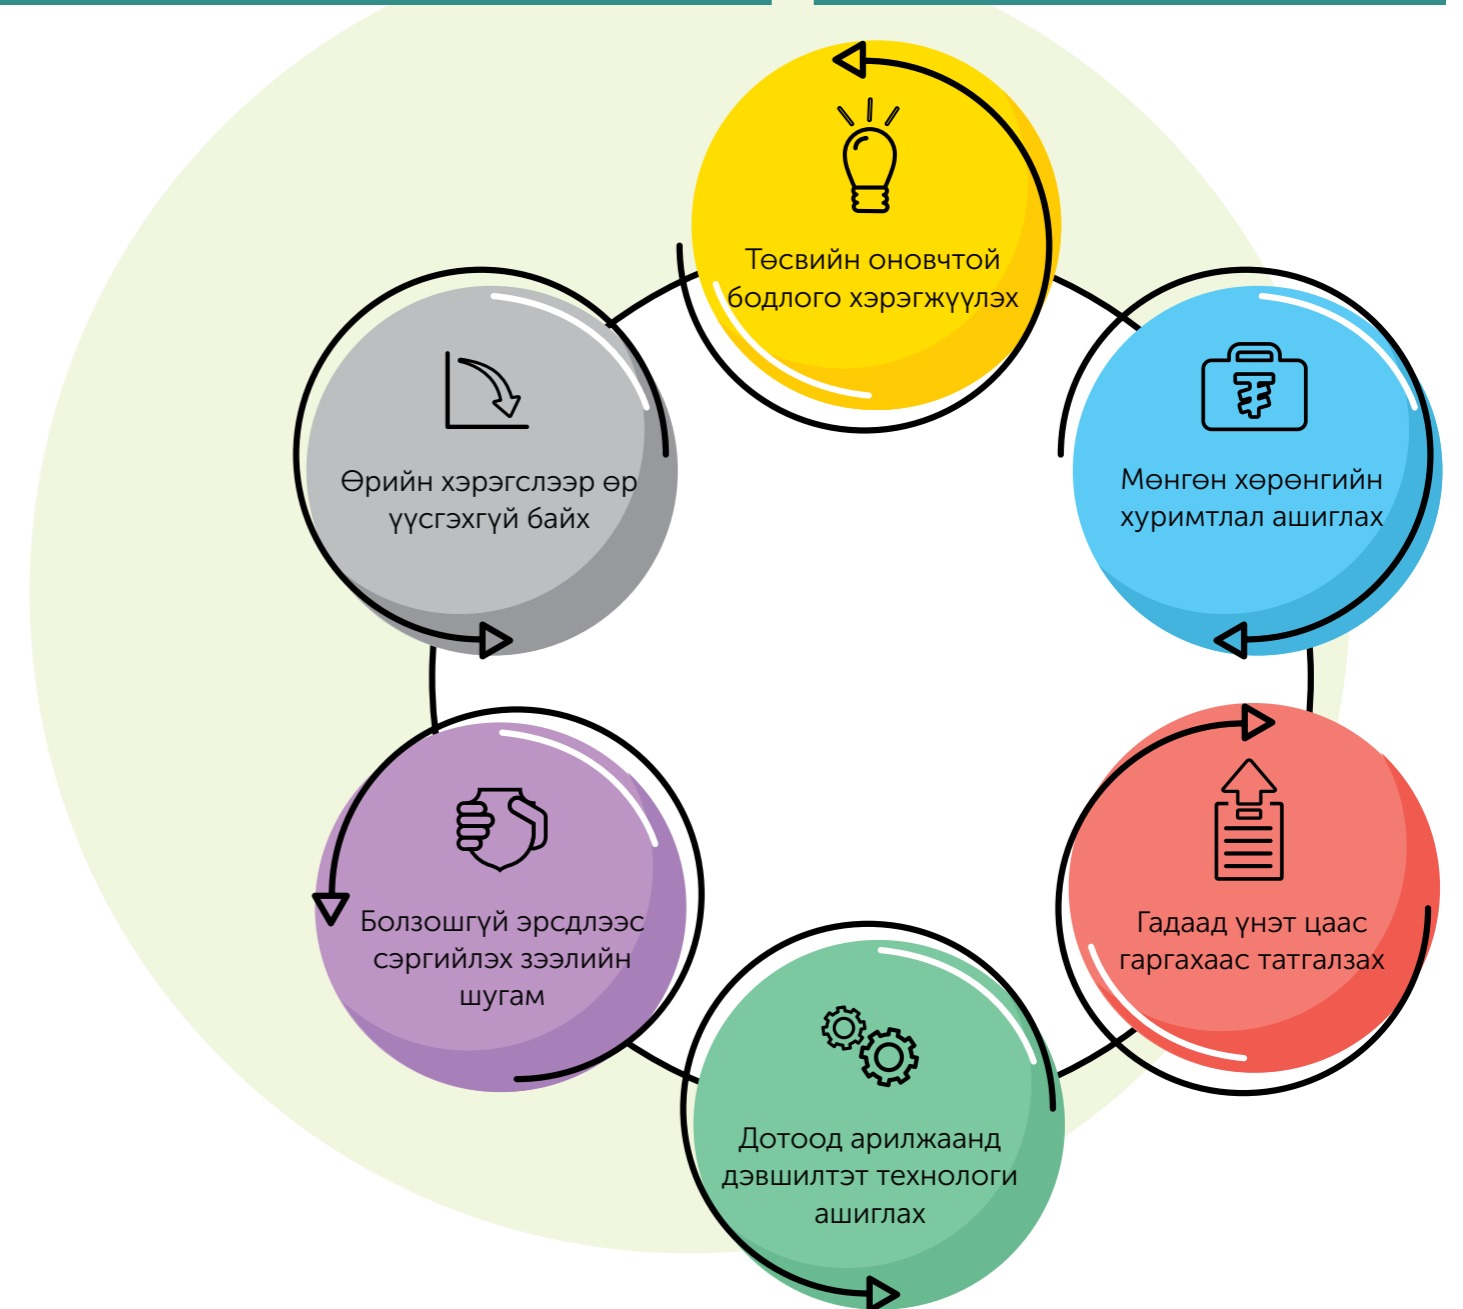 Төсвийн оновчтой
бодлого хэрэгжүүлэх
Мөнгөн хөрөнгийн
хуримтлал ашиглах
Гадаад үнэт цаас
гаргахаас татгалзах
Дотоод арилжаанд
дэвшилтэт технологи
ашиглах
Болзошгүй эрсдлээс
сэргийлэх зээлийн
шугам
Өрийн хэрэгслээр өр
үүсгэхгүй байх